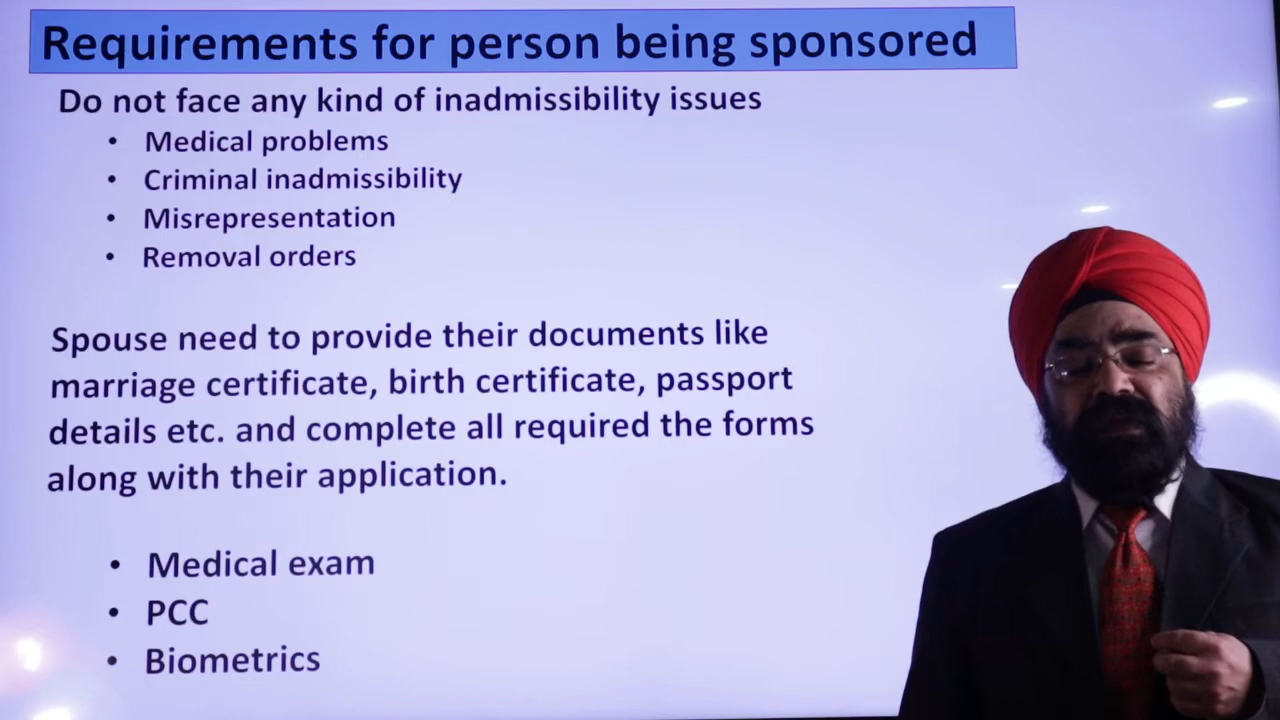 Requirements for person being sponsored
Do not face any kind of inadmissibility issues
• Medical problems
• Criminal inadmissibility
• Misrepresentation
• Removal orders
Spouse need to provide their documents like
marriage certificate, birth certificate, passport
details etc. and complete all required the forms
along with their application.
• Medical exam
• PCC
• Biometrics